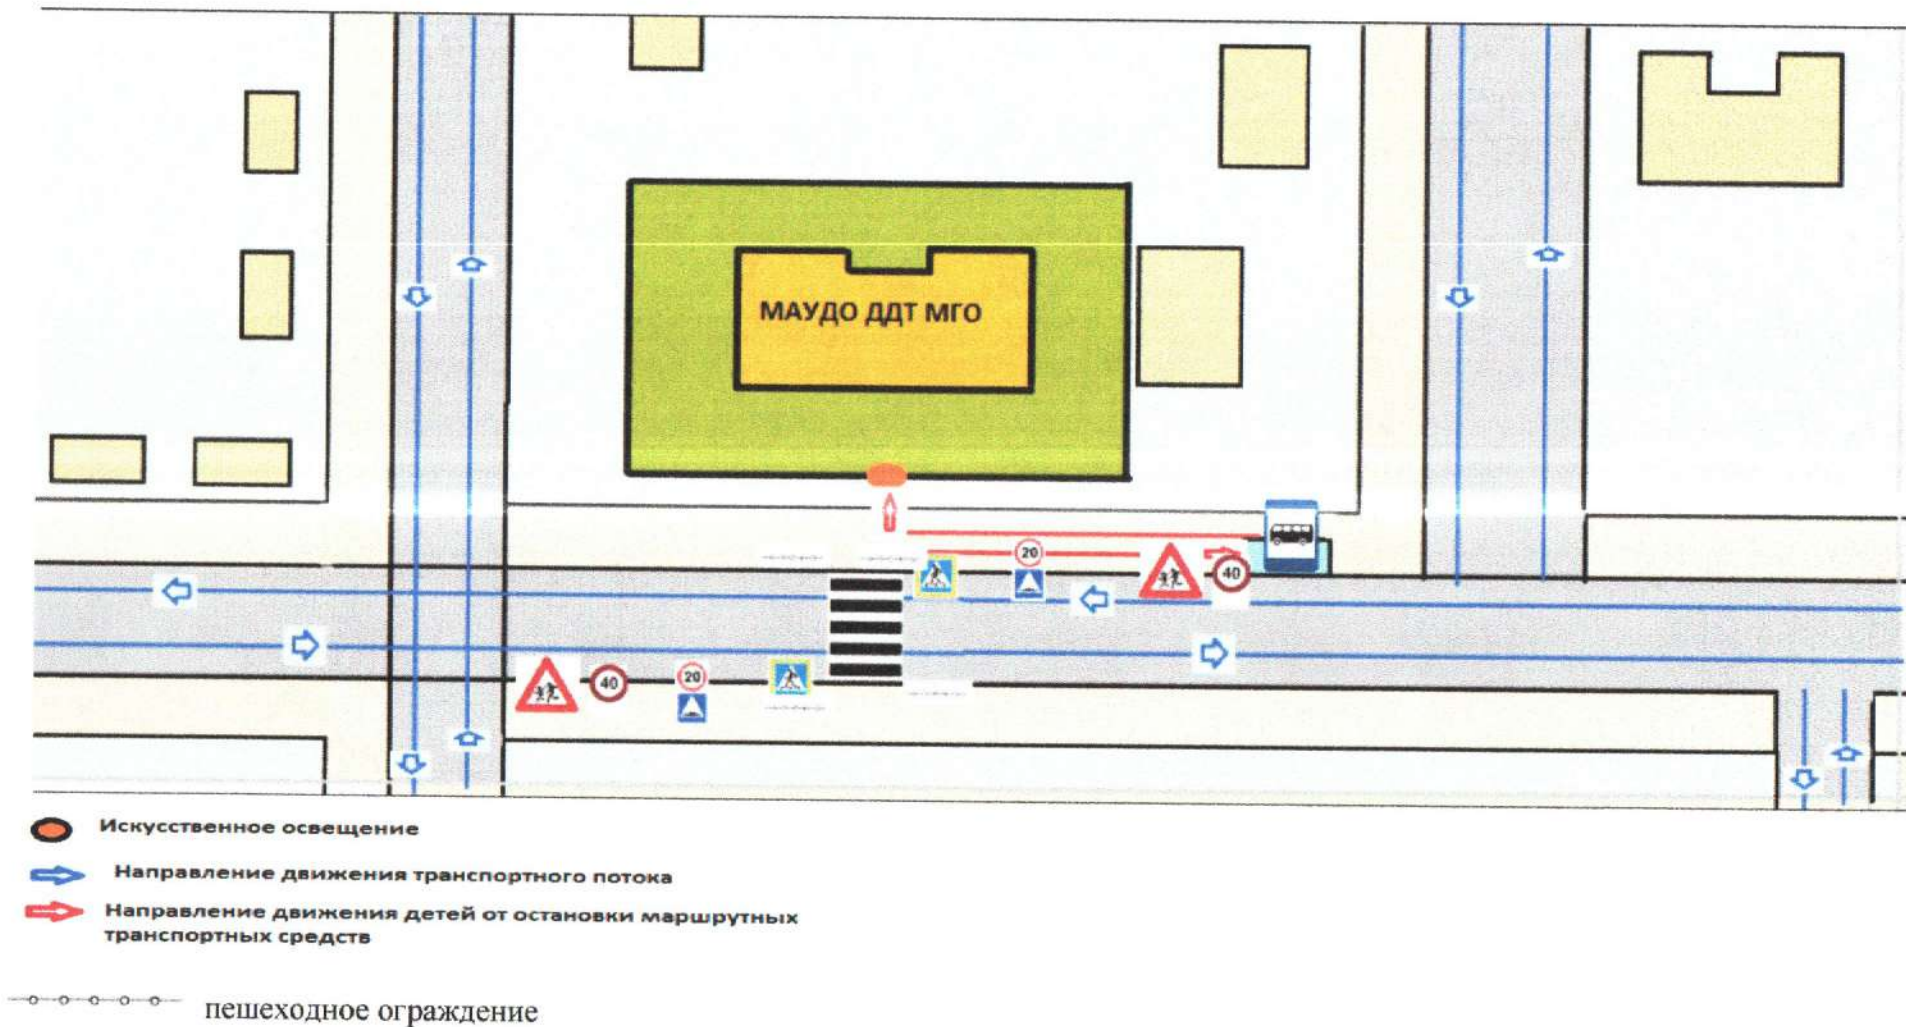 МАУДО ДДТ МГО
20
40
40
20
Искусственное освещение
Направление движения транспортного потока
Направление движения детей от остановки маршрутных
транспортных средств
пешеходное ограждение